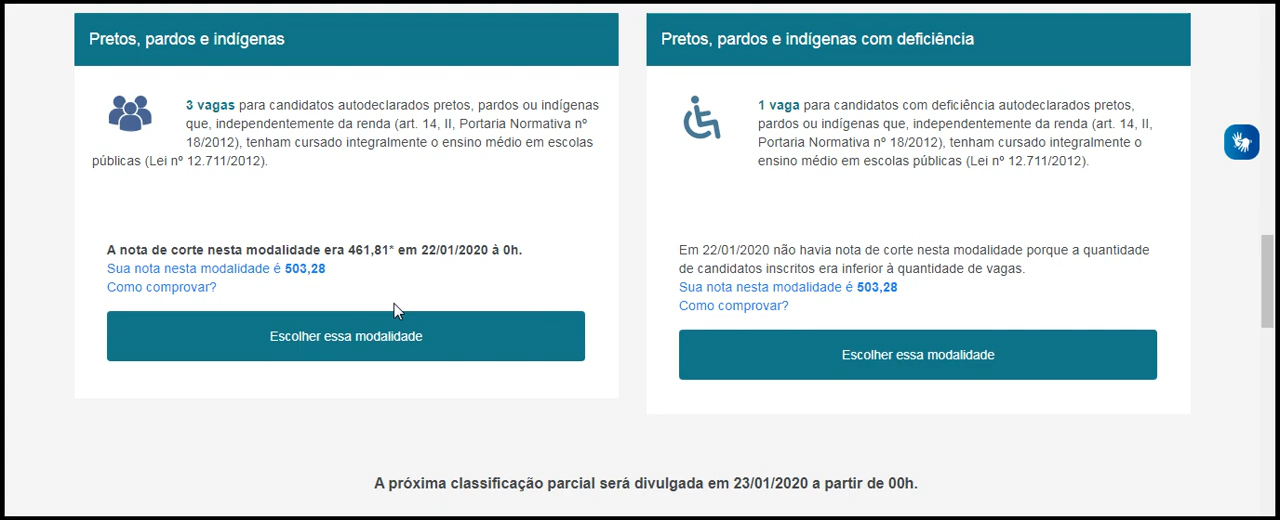 Pretos, pardos e indígenas
3 vagas para candidatos autodeclarados pretos, pardos ou indígenas
que, independentemente da renda (art. 14, II, Portaria Normativa nº
18/2012), tenham cursado integralmente o ensino médio em escolas
públicas (Lei nº 12.711/2012).
A nota de corte nesta modalidade era 461,81* em 22/01/2020 à 0h.
Sua nota nesta modalidade é 503,28
Como comprovar?
Escolher essa modalidade
Pretos, pardos e indígenas com deficiência
1 vaga para candidatos com deficiência autodeclarados pretos,
pardos ou indígenas que, independentemente da renda (art. 14, II,
Portaria Normativa nº 18/2012), tenham cursado integralmente o
ensino médio em escolas públicas (Lei nº 12.711/2012).
Em 22/01/2020 não havia nota de corte nesta modalidade porque a quantidade
de candidatos inscritos era inferior à quantidade de vagas.
Sua nota nesta modalidade é 503,28
Como comprovar?
Escolher essa modalidade
A próxima classificação parcial será divulgada em 23/01/2020 a partir de 00h.